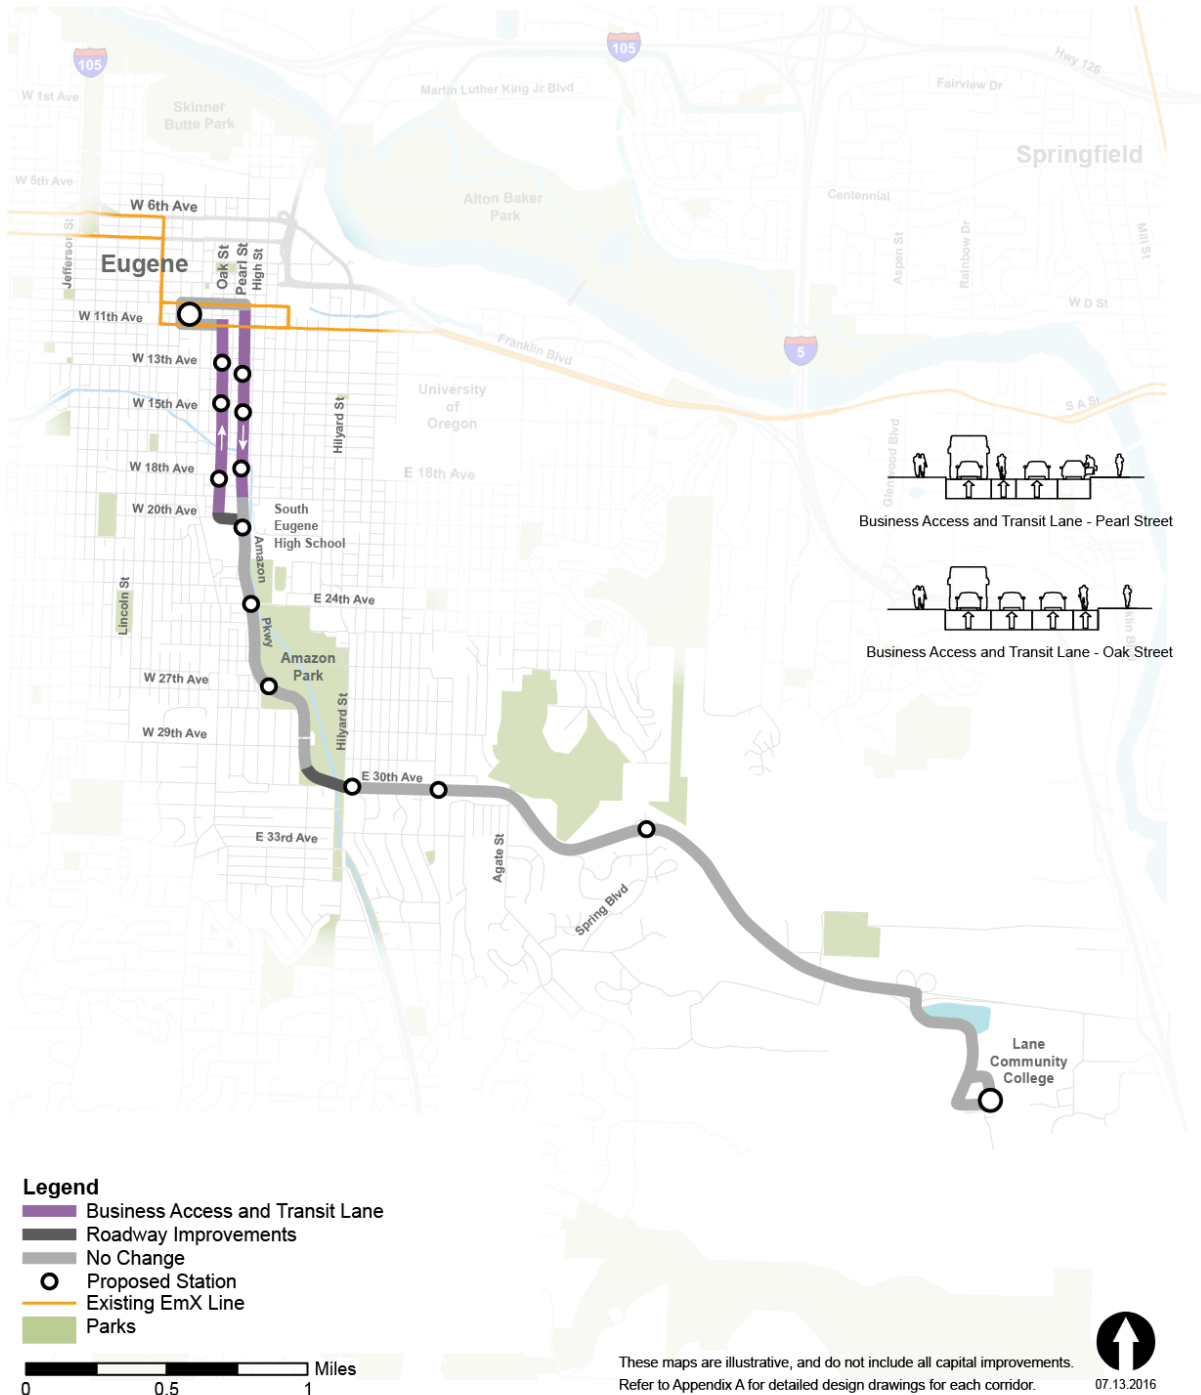 105
105
Hwy 126
Martin Luther King Jr Blvd
Fairview Dr
W 1st Ave
Skinner
Butte Park
Springfield
W 5th Ave
Alton Baker
Park
Centennial
W 6th Ave
Jefferson St
Oak St
Pearl St
High St
Aspen St
Rainbow Dr
Mill St
Eugene
W D St
W 11th Ave
Franklin Blvd
5
W 13th Ave
University
of
Oregon
S A St
W 15th Ave
Hilyard St
Glenwood Blvd
W 18th Ave
E 18th Ave
W 20th Ave
South
Eugene
High School
Business Access and Transit Lane - Pearl Street
Amazon
Pkwy
Lincoln St
E 24th Ave
klin Blvd
Business Access and Transit Lane - Oak Street
Amazon
Park
W 27th Ave
Hilyard St
W 29th Ave
E 30th Ave
E 33rd Ave
Agate St
Spring Blvd
Lane
Community
College
Legend
Business Access and Transit Lane
Roadway Improvements
No Change
Proposed Station
Existing EmX Line
Parks
Miles
0 0.5 1
These maps are illustrative, and do not include all capital improvements.
Refer to Appendix A for detailed design drawings for each corridor.
07.13.2016